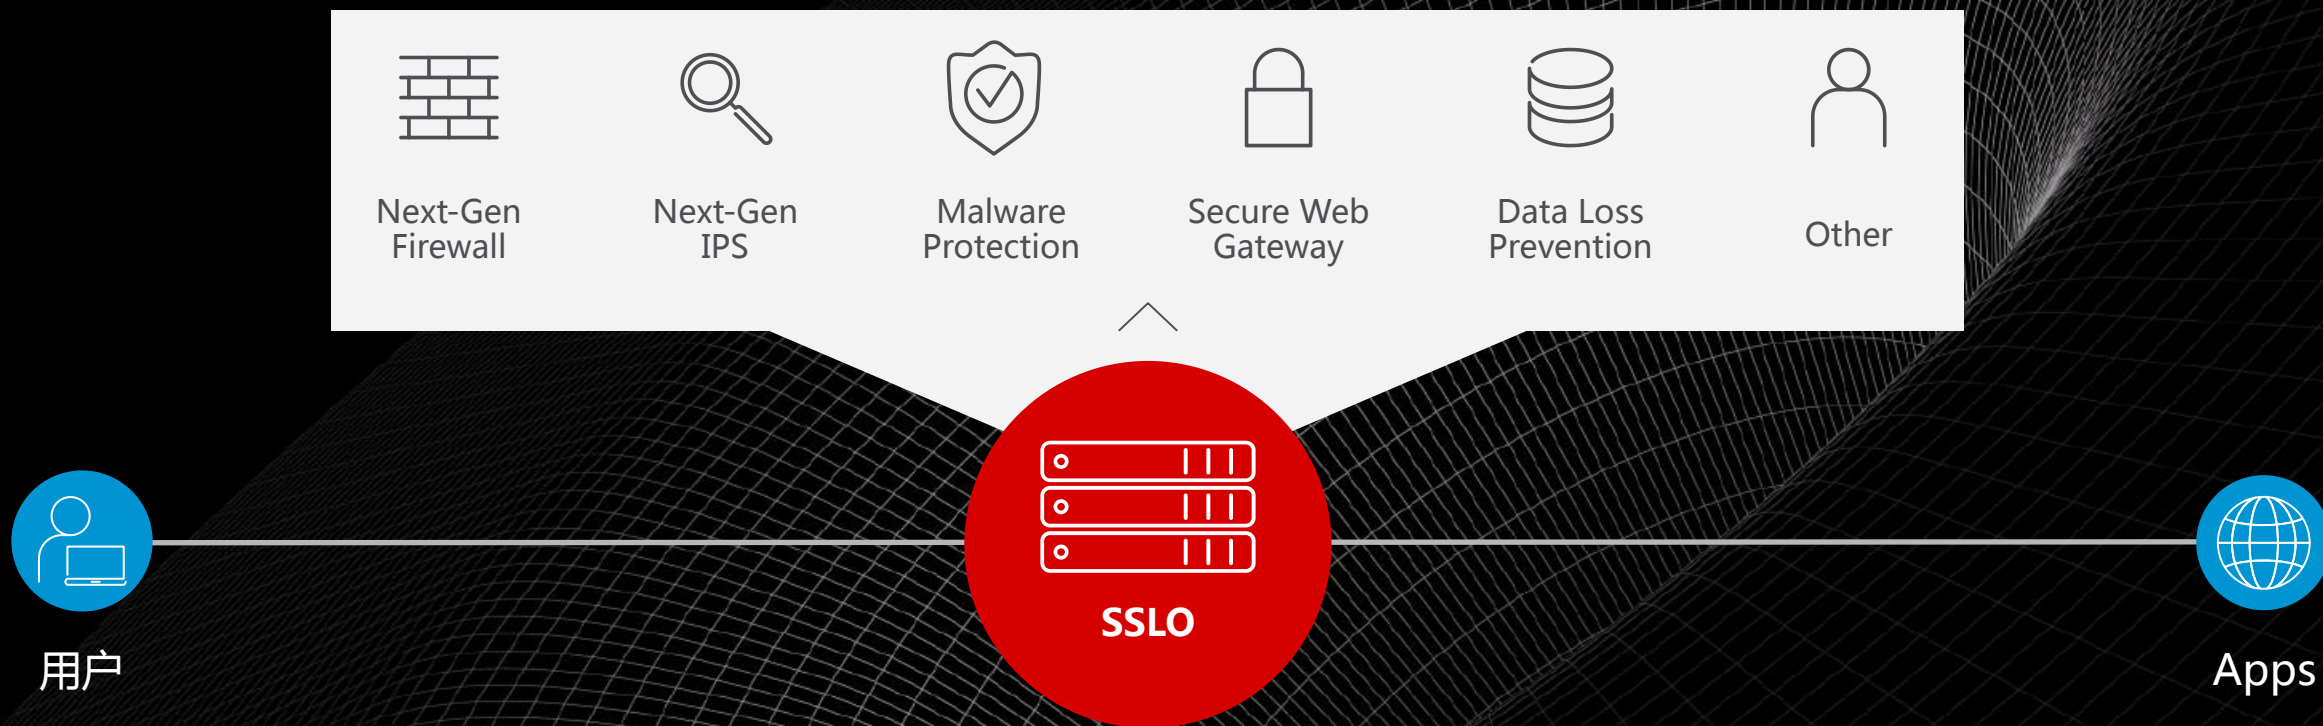 Next-Gen
Firewall
Next-Gen
IPS
Malware
Protection
Secure Web
Gateway
Data Loss
Prevention
Other
SSLO
用户
Apps